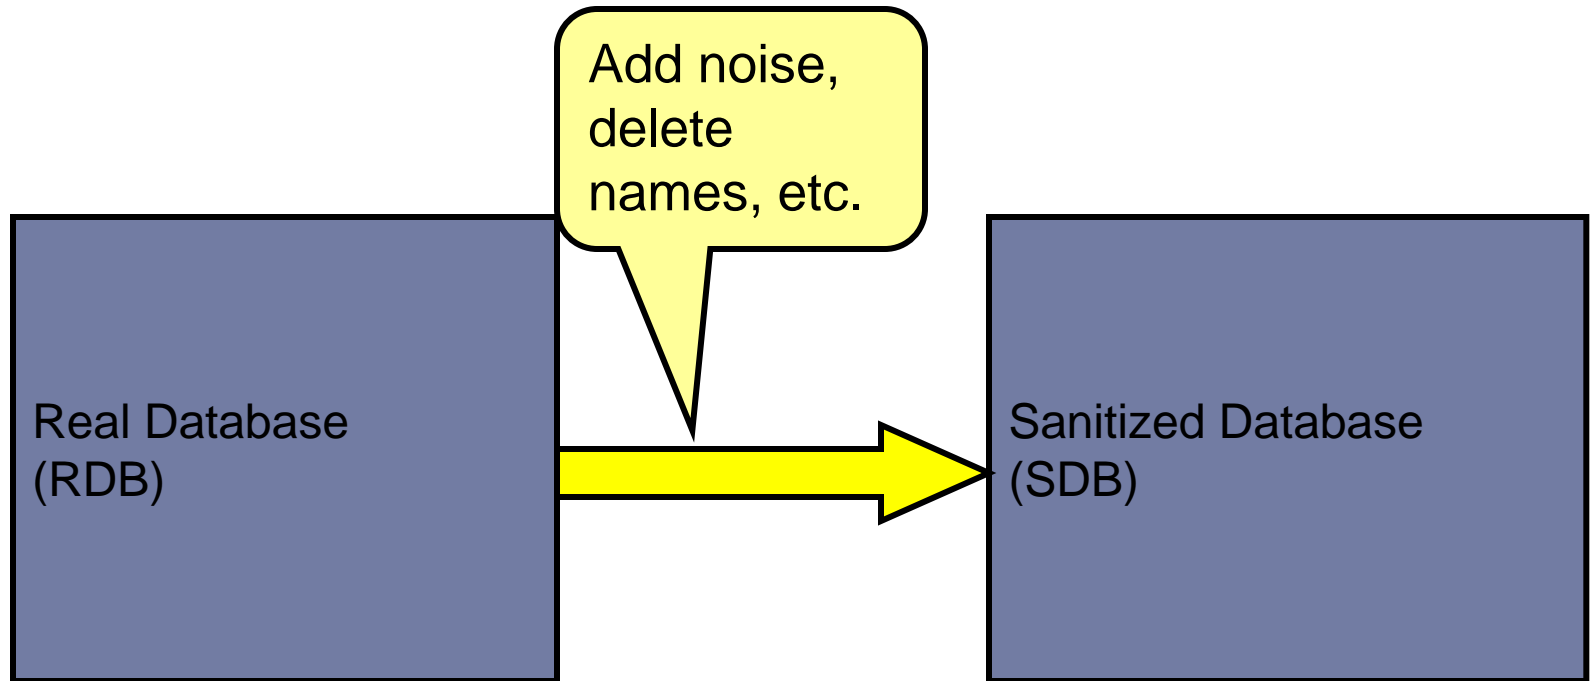 Add noise,
delete
names, etc.
Real Database
(RDB)
Sanitized Database
(SDB)